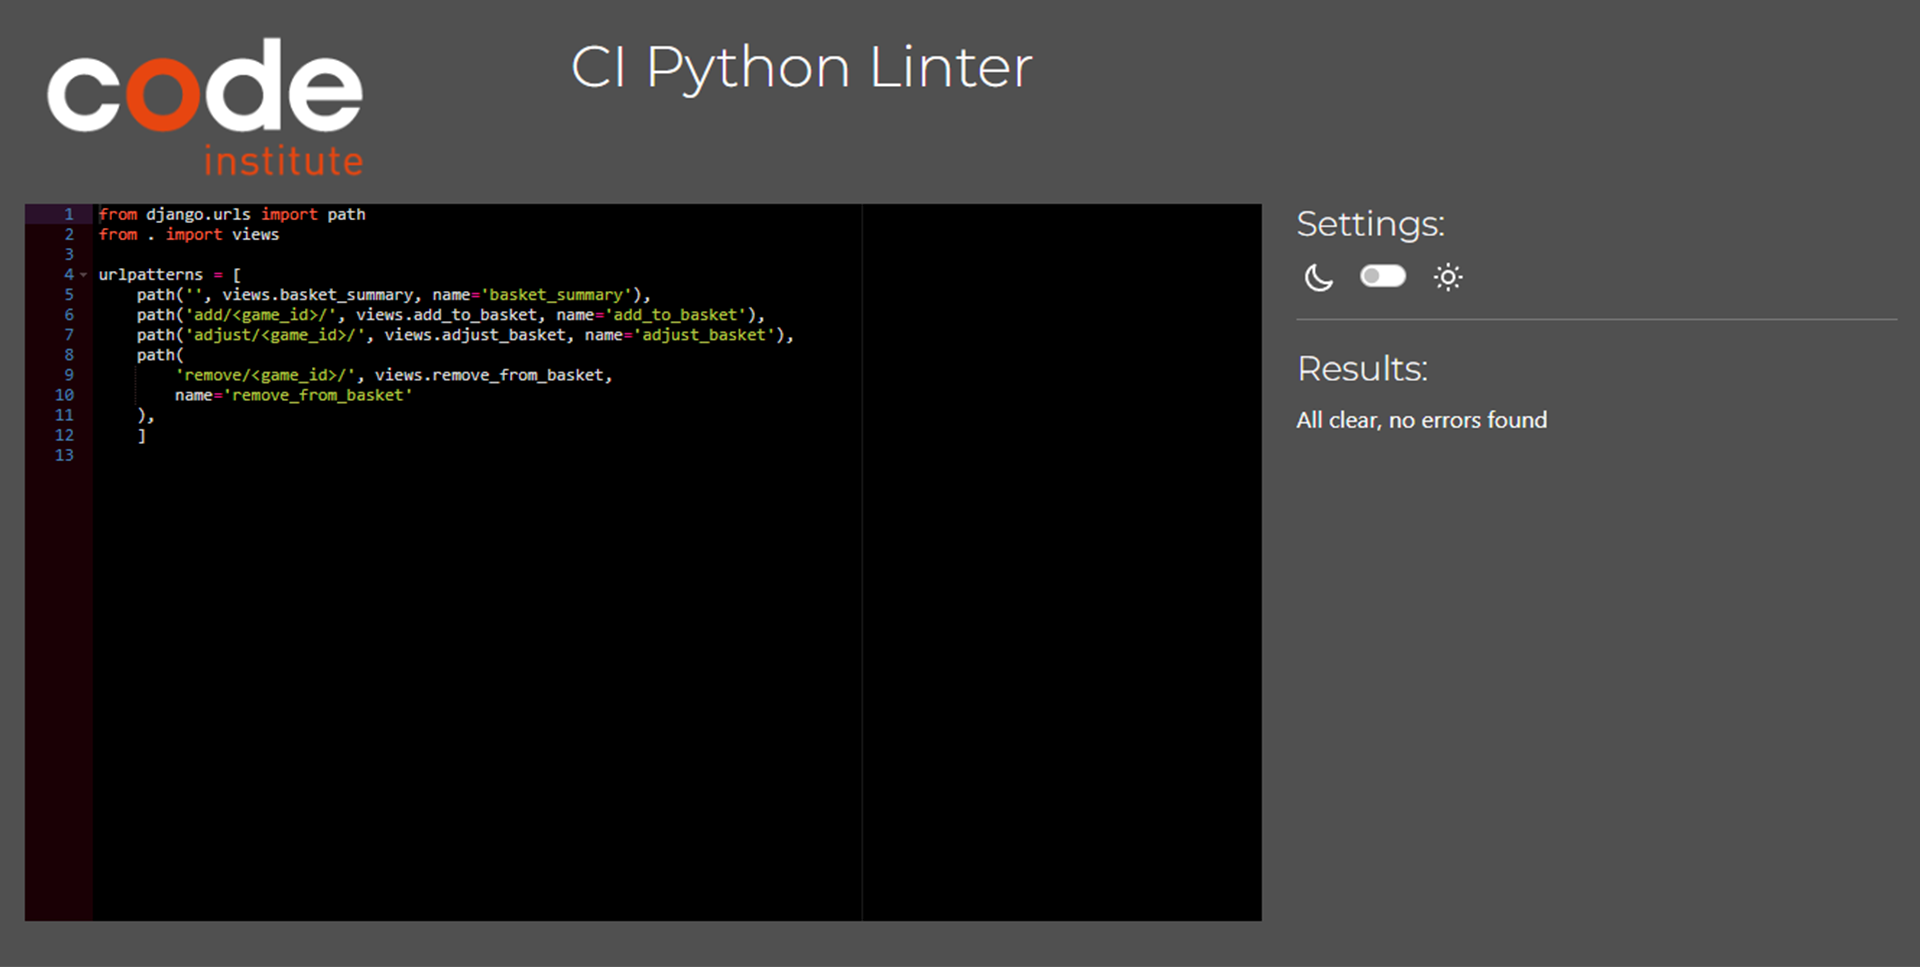 code
institute
CI Python Linter
1 from django.urls import path
2 from . import views
3
4 urlpatterns = [
5     path('', views.basket_summary, name='basket_summary'),
6     path('add/<game_id>/', views.add_to_basket, name='add_to_basket'),
7     path('adjust/<game_id>/', views.adjust_basket, name='adjust_basket'),
8     path(
9         'remove/<game_id>/', views.remove_from_basket,
10         name='remove_from_basket'
11     ),
12     ]
13
Settings:
Results:
All clear, no errors found